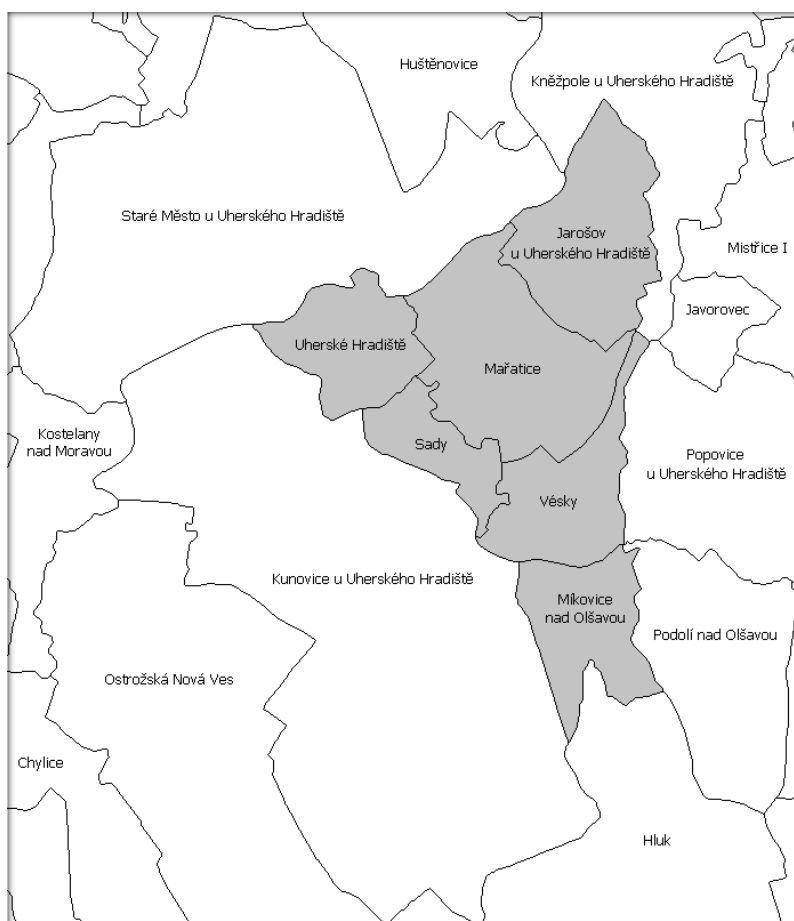 Huštěnovice
Kněžpole u Uherského Hradiště
Staré Město u Uherského Hradiště
Jarošov
u Uherského Hradiště
Mistřice I
Javorovec
Uherské Hradiště
Mařatice
Kostelany
nad Moravou
Sady
Popovice
u Uherského Hradiště
Vésky
Kunovice u Uherského Hradiště
Míkovice
nad Olšavou
Podolí nad Olšavou
Ostrožská Nová Ves
Chylice
Hluk